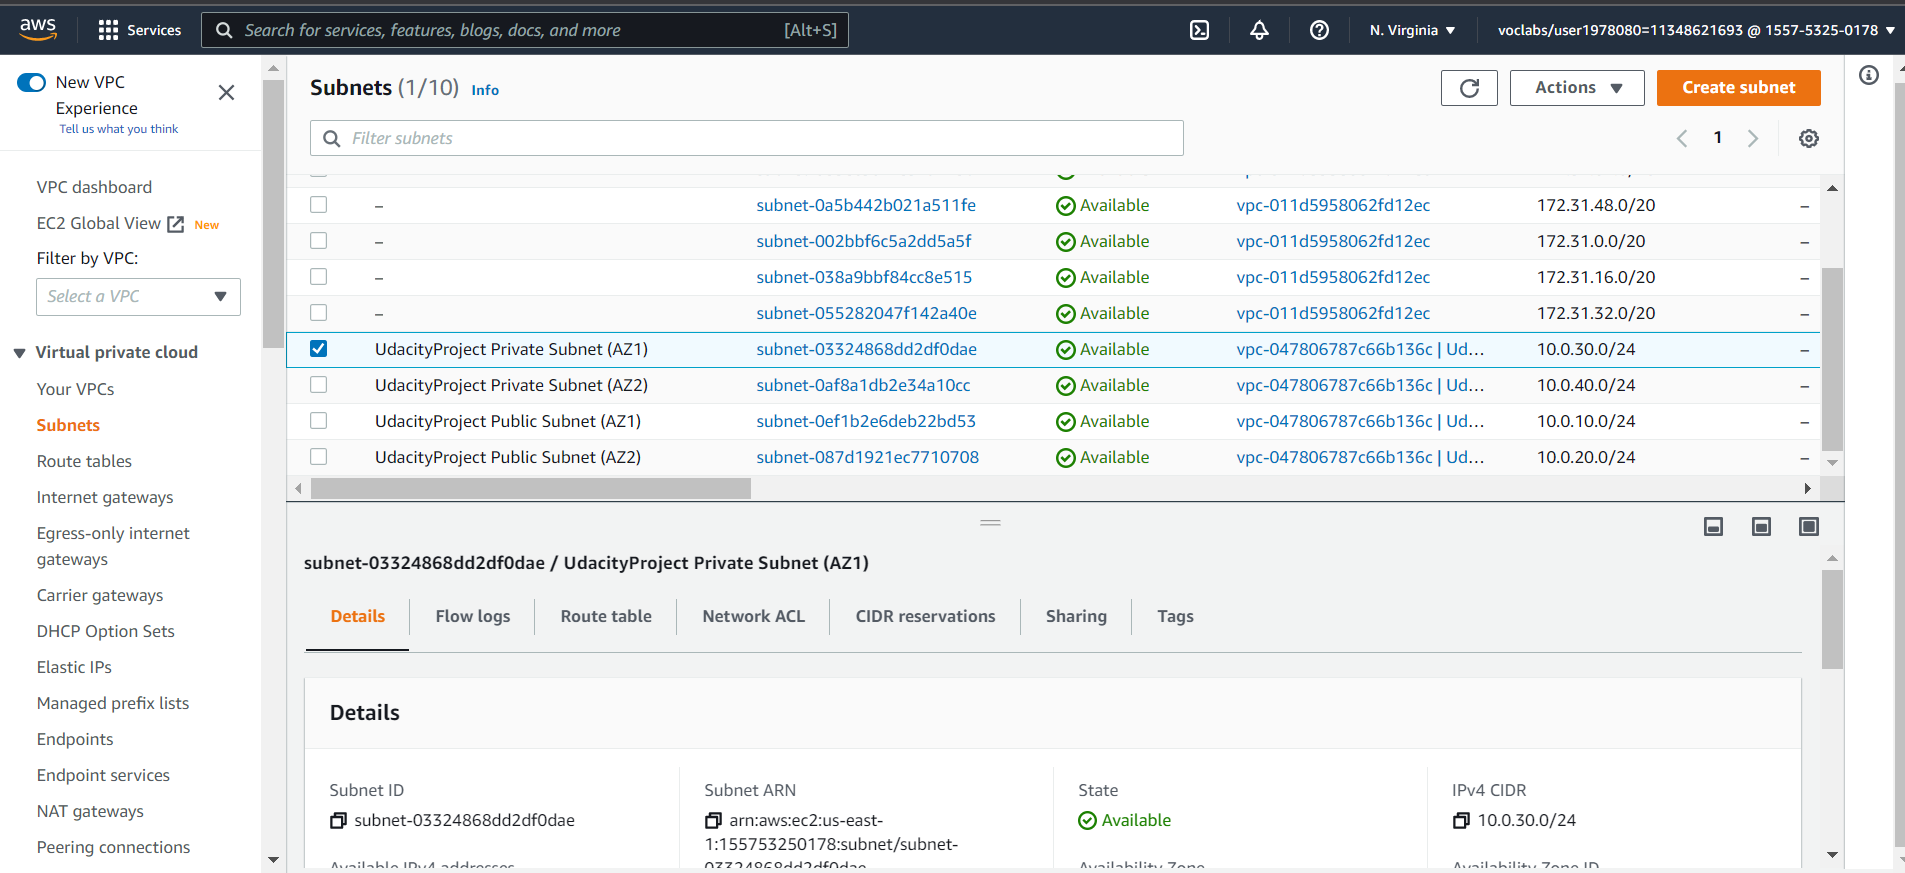 aws
Services
Search for services, features, blogs, docs, and more
[Alt+S]
N. Virginia
voclabs/user1978080=11348621693 @ 1557-5325-0178
New VPC
Experience
Tell us what you think
VPC dashboard
EC2 Global View
New
Filter by VPC:
Select a VPC
Virtual private cloud
Your VPCs
Subnets
Route tables
Internet gateways
Egress-only internet
gateways
Carrier gateways
DHCP Option Sets
Elastic IPs
Managed prefix lists
Endpoints
Endpoint services
NAT gateways
Peering connections
Subnets (1/10) Info
Actions
Create subnet
Filter subnets
1
– subnet-0a5b442b021a511fe Available vpc-011d5958062fd12ec 172.31.48.0/20 –
– subnet-002bbf6c5a2dd5a5f Available vpc-011d5958062fd12ec 172.31.0.0/20 –
– subnet-038a9bbf84cc8e515 Available vpc-011d5958062fd12ec 172.31.16.0/20 –
– subnet-055282047f142a40e Available vpc-011d5958062fd12ec 172.31.32.0/20 –
UdacityProject Private Subnet (AZ1) subnet-03324868dd2df0dae Available vpc-047806787c66b136c | Ud... 10.0.30.0/24 –
UdacityProject Private Subnet (AZ2) subnet-0af8a1db2e34a10cc Available vpc-047806787c66b136c | Ud... 10.0.40.0/24 –
UdacityProject Public Subnet (AZ1) subnet-0ef1b2e6deb22bd53 Available vpc-047806787c66b136c | Ud... 10.0.10.0/24 –
UdacityProject Public Subnet (AZ2) subnet-087d1921ec7710708 Available vpc-047806787c66b136c | Ud... 10.0.20.0/24 –
subnet-03324868dd2df0dae / UdacityProject Private Subnet (AZ1)
Details
Flow logs
Route table
Network ACL
CIDR reservations
Sharing
Tags
Details
Subnet ID
subnet-03324868dd2df0dae
Available IPv4 addresses
Subnet ARN
arn:aws:ec2:us-east-
1:155753250178:subnet/subnet-
03324868dd2df0dae
State
Available
Availability Zone
IPv4 CIDR
10.0.30.0/24
Availability Zone ID